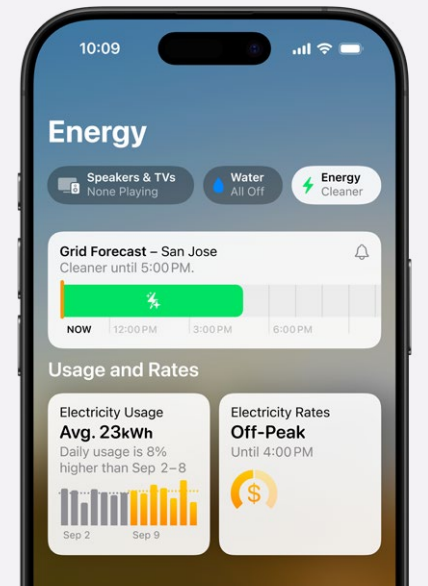 10:09
Energy
Speakers & TVs
None Playing
Water
All Off
Energy
Cleaner
Grid Forecast – San Jose
Cleaner until 5:00 PM.
NOW
12:00 PM
3:00 PM
6:00 PM
Usage and Rates
Electricity Usage
Avg. 23kWh
Daily usage is 8%
higher than Sep 2–8
Sep 2
Sep 9
Electricity Rates
Off-Peak
Until 4:00 PM
$